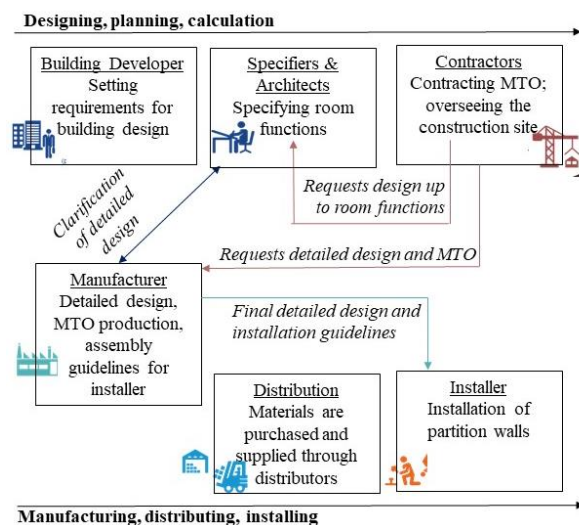 Designing, planning, calculation
Building Developer
Setting
requirements for
building design
Specifiers &
Architects
Specifying room
functions
Contractors
Contracting MTO;
overseeing the
construction site
Requests design up
to room functions
Clarification
of detailed
design
Requests detailed design and MTO
Manufacturer
Detailed design,
MTO production,
assembly
guidelines for
installer
Final detailed design and
installation guidelines
Distribution
Materials are
purchased and
supplied through
distributors
Installer
Installation of
partition walls
Manufacturing, distributing, installing